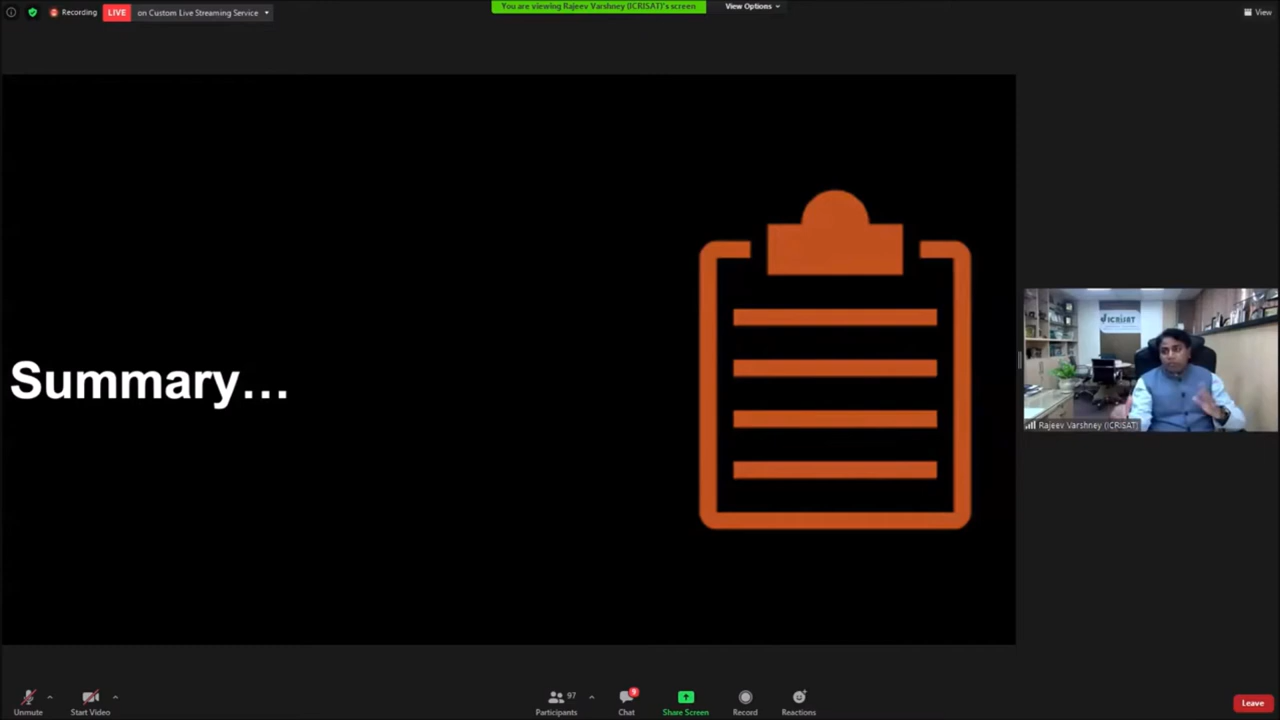 Recording
LIVE
on Custom Live Streaming Service
You are viewing Rajeev Varshney (ICRISAT)'s screen
View Options
View
Summary...
ICRISAT
Rajeev Varshney (ICRISAT)
Unmute
Start Video
97
Participants
9
Chat
Share Screen
Record
Reactions
Leave